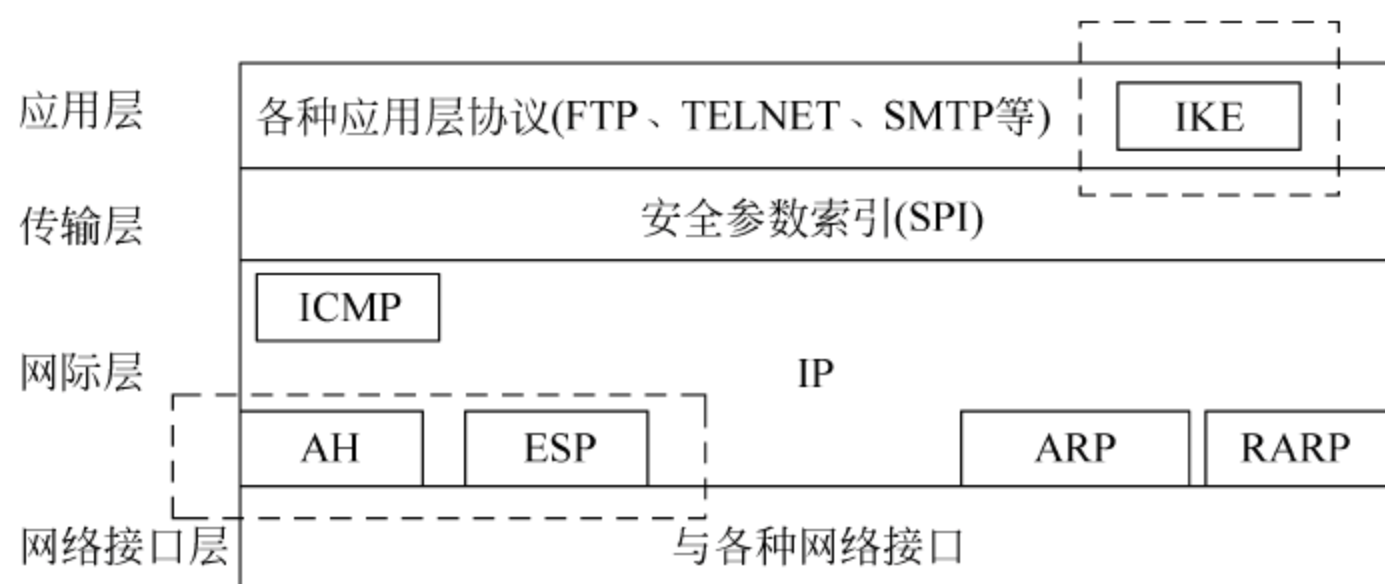 应用层 各种应用层协议(FTP、TELNET、SMTP等) IKE
传输层 安全参数索引(SPI)
ICMP
网际层 IP
AH ESP ARP RARP
网络接口层 与各种网络接口